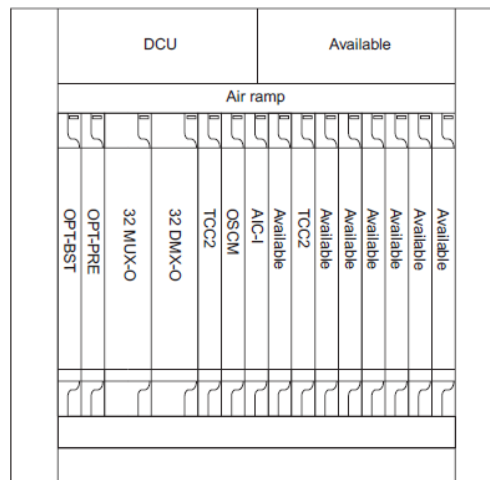 DCU
Available
Air ramp
OPT-BST
OPT-PRE
32 MUX-O
32 DMX-O
TCC2
OSCM
AIC-I
Available
TCC2
Available
Available
Available
Available
Available
Available